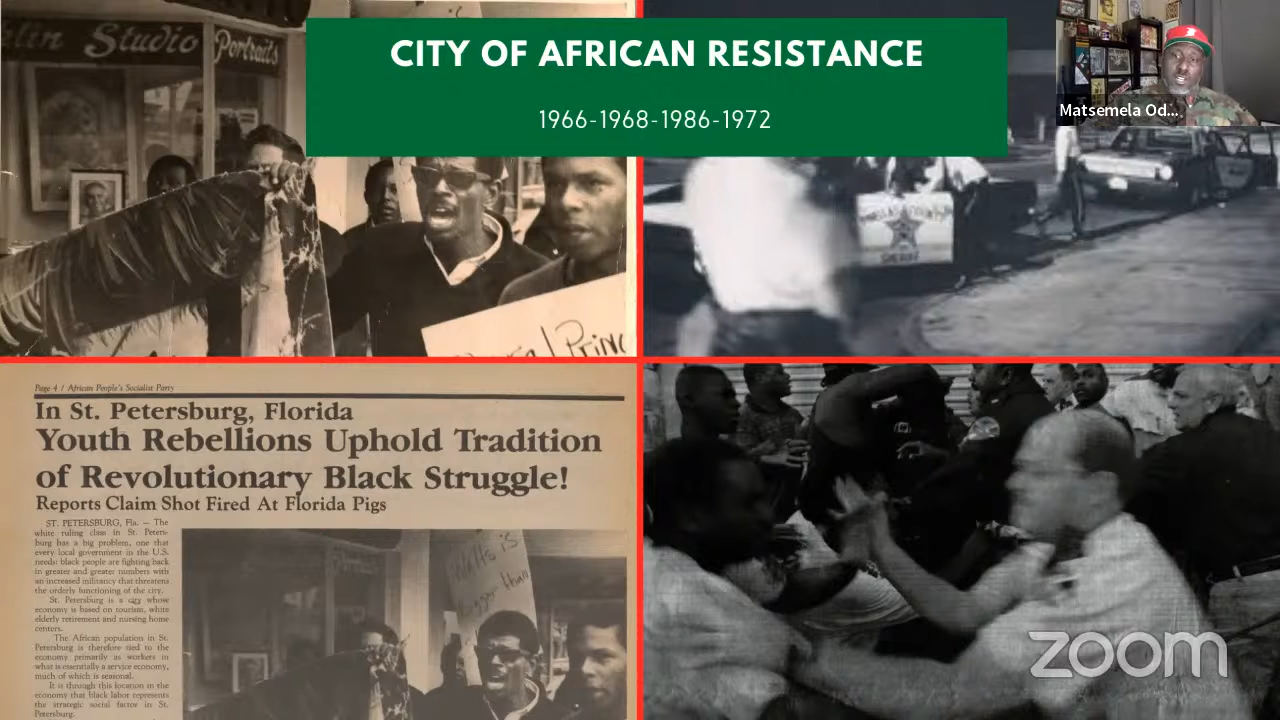 CITY OF AFRICAN RESISTANCE
1966-1968-1986-1972
Matsemela Od...
Studio
Portraits
SHERIFF
Page 4 / African People's Socialist Party
In St. Petersburg, Florida
Youth Rebellions Uphold Tradition
of Revolutionary Black Struggle!
Reports Claim Shot Fired At Florida Pigs
ST. PETERSBURG, Fla. — The
white ruling class in St. Peters-
burg has a big problem, one that
every local government in the U.S.
needs: black people are fighting back
in greater and greater numbers with
an increased militancy that threatens
the orderly functioning of the city.
St. Petersburg is a city whose
economy is based on tourism, white
elderly retirement and nursing home
centers.
The African population in St.
Petersburg is therefore tied to the
economy primarily as workers in
what is essentially a service economy,
much of which is seasonal.
It is through this location in the
economy that black labor represents
the strategic social factor in St.
Petersburg.
Watts is
bigger than
zoom